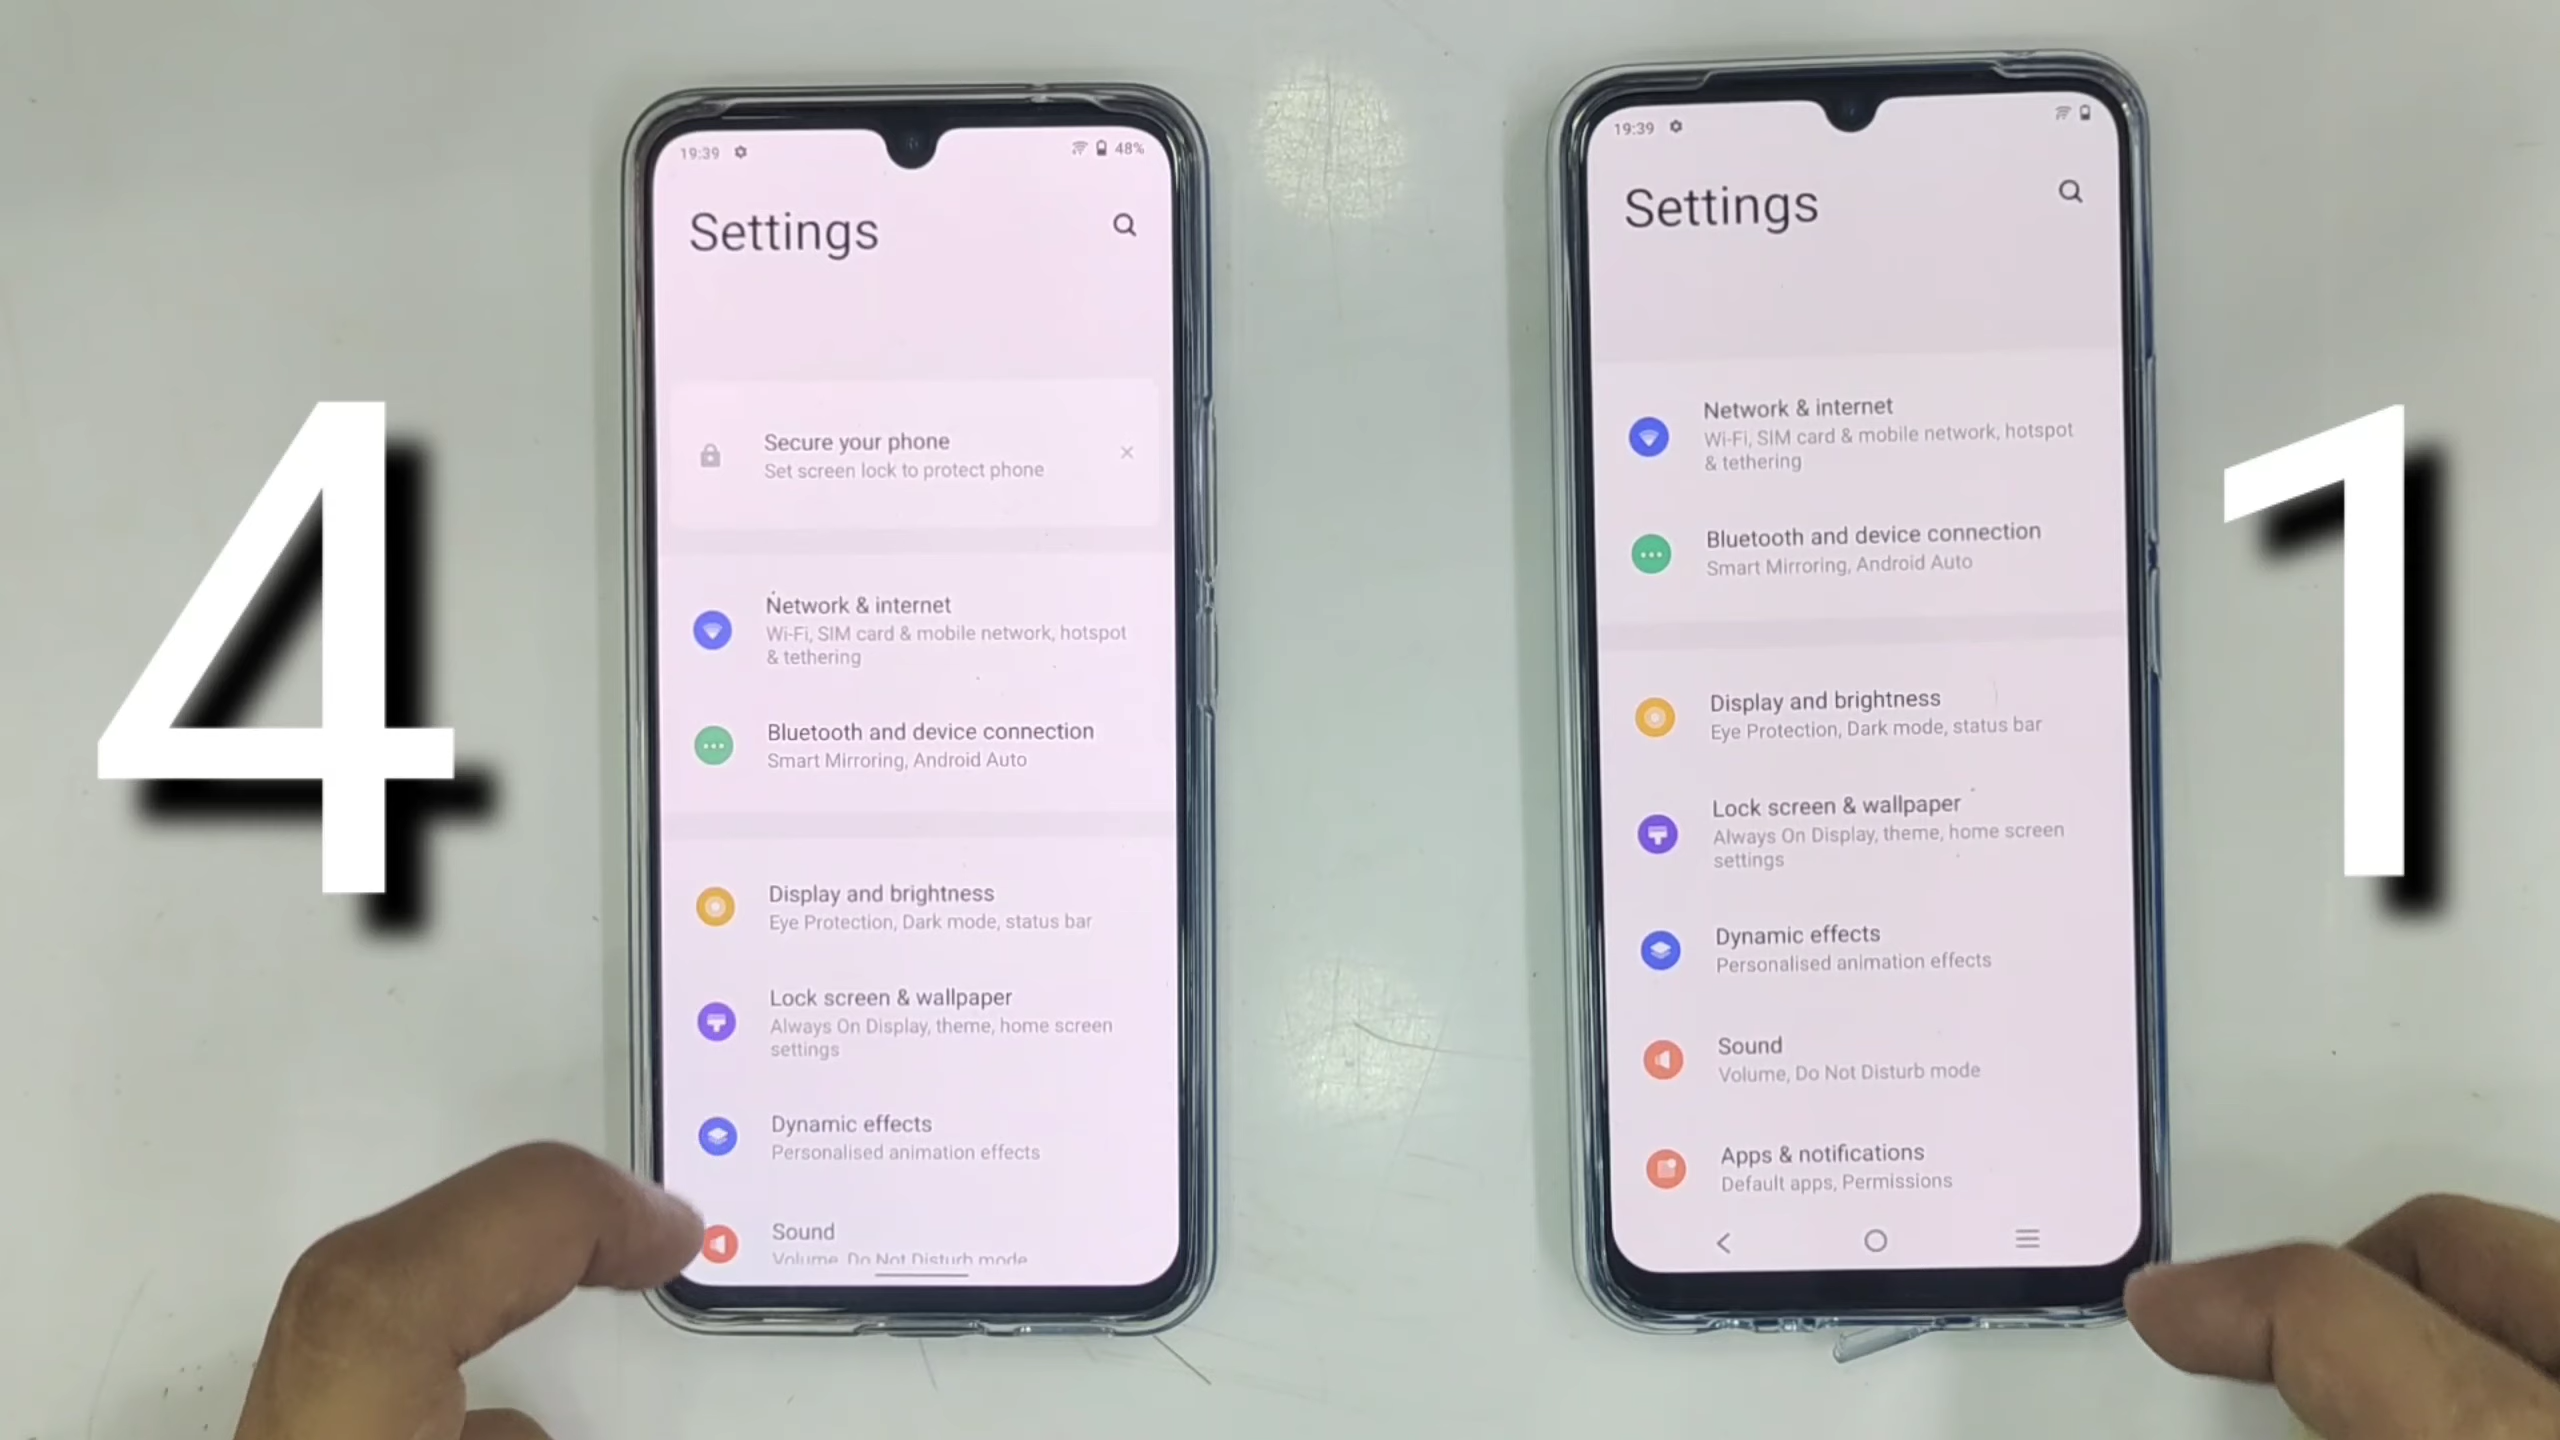 4
19:39
48%
Settings
Secure your phone
Set screen lock to protect phone
Network & internet
Wi-Fi, SIM card & mobile network, hotspot
& tethering
Bluetooth and device connection
Smart Mirroring, Android Auto
Display and brightness
Eye Protection, Dark mode, status bar
Lock screen & wallpaper
Always On Display, theme, home screen
settings
Dynamic effects
Personalised animation effects
Sound
Volume, Do Not Disturb mode
19:39
Settings
Network & internet
Wi-Fi, SIM card & mobile network, hotspot
& tethering
Bluetooth and device connection
Smart Mirroring, Android Auto
Display and brightness
Eye Protection, Dark mode, status bar
Lock screen & wallpaper
Always On Display, theme, home screen
settings
Dynamic effects
Personalised animation effects
Sound
Volume, Do Not Disturb mode
Apps & notifications
Default apps, Permissions
1